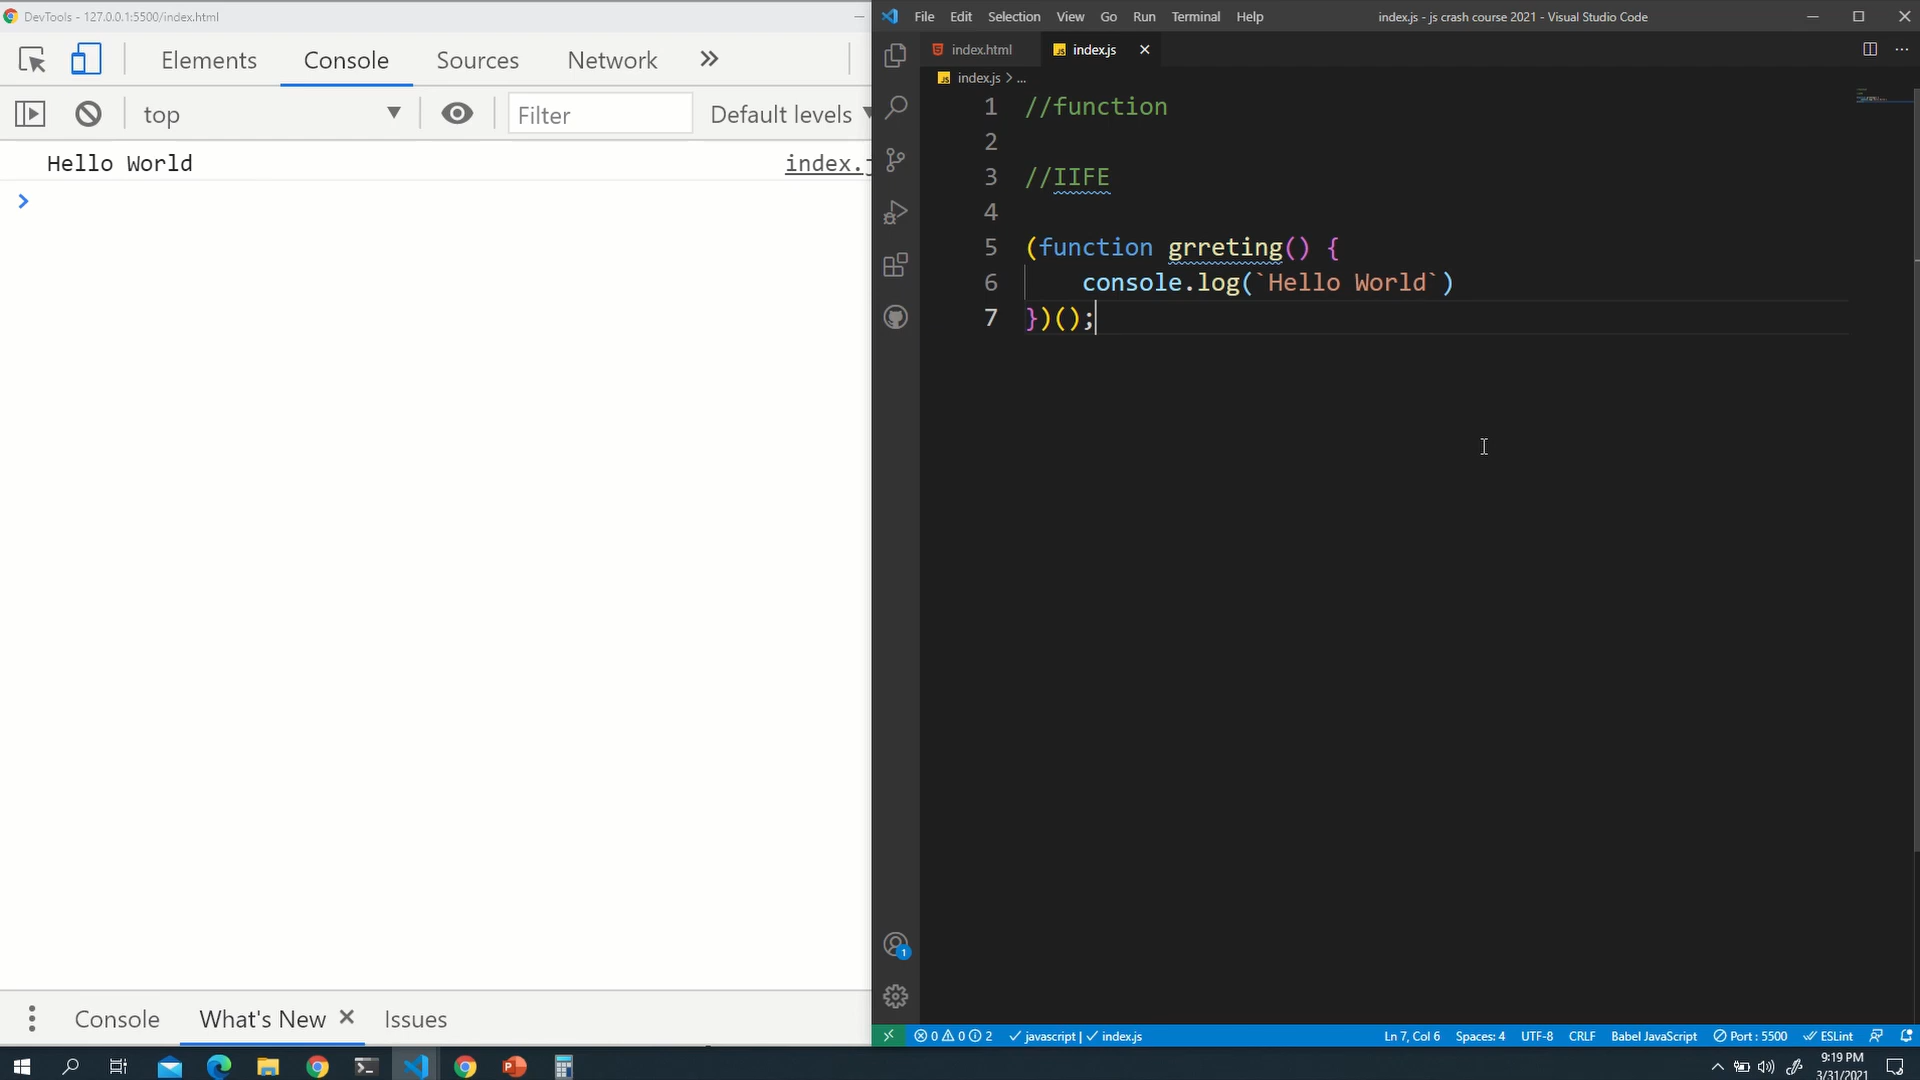 DevTools - 127.0.0.1:5500/index.html
Elements Console Sources Network
top Filter Default levels
Hello World index.j
Console What's New Issues
File Edit Selection View Go Run Terminal Help index.js - js crash course 2021 - Visual Studio Code
index.html index.js
index.js > ...
1 //function
2
3 //IIFE
4
5 (function grreting() {
6 console.log(`Hello World`)
7 })();
1
0 0 2 javascript | index.js Ln 7, Col 6 Spaces: 4 UTF-8 CRLF Babel JavaScript Port : 5500 ESLint
9:19 PM
3/31/2021